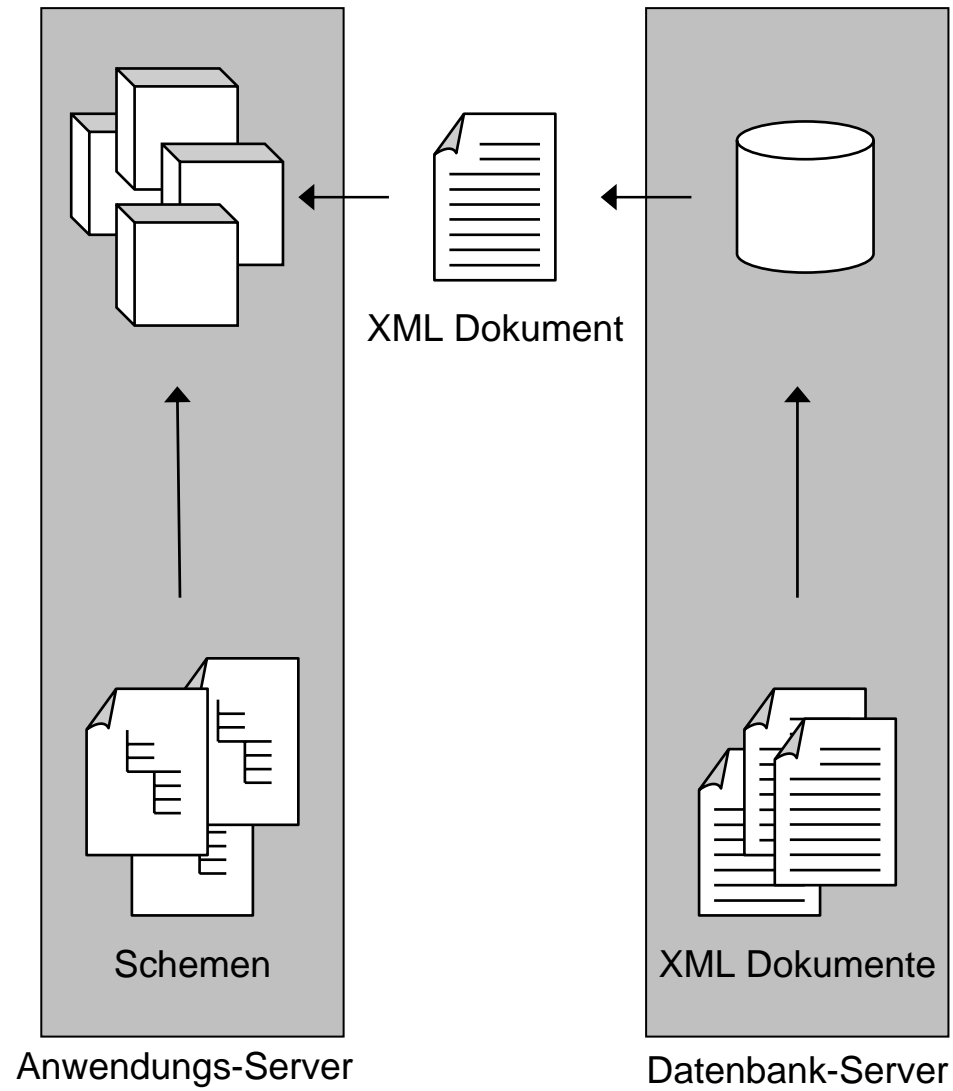 XML Dokument
Schemen
XML Dokumente
Anwendungs-Server
Datenbank-Server